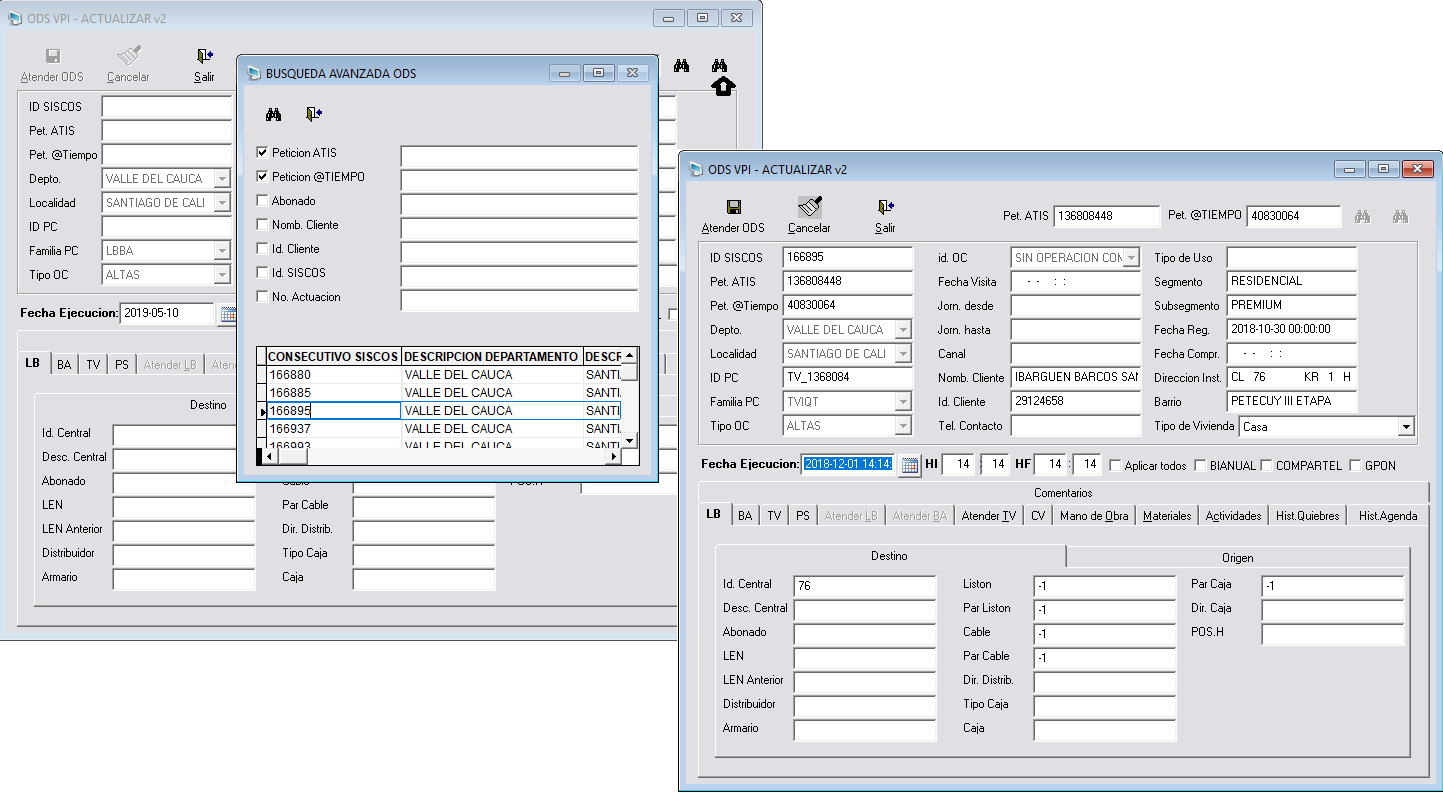 ODS VPI - ACTUALIZAR v2
Atender ODS
Cancelar
Salir
ID SISCOS
Pet. ATIS
Pet. @Tiempo
Depto.
VALLE DEL CAUCA
Localidad
SANTIAGO DE CALI
ID PC
Familia PC
LBBA
Tipo OC
ALTAS
Fecha Ejecucion:
2019-05-10
LB
BA
TV
PS
Atender LB
Aten
Destino
Id. Central
Desc. Central
Abonado
LEN
Par Cable
LEN Anterior
Dir. Distrib.
Distribuidor
Tipo Caja
Armario
Caja
BUSQUEDA AVANZADA ODS
Peticion ATIS
Peticion @TIEMPO
Abonado
Nomb. Cliente
Id. Cliente
Id. SISCOS
No. Actuacion
CONSECUTIVO SISCOS DESCRIPCION DEPARTAMENTO DESCR
166880 VALLE DEL CAUCA SANTI
166885 VALLE DEL CAUCA SANTI
166895 VALLE DEL CAUCA SANTI
166937 VALLE DEL CAUCA SANTI
166993 VALLE DEL CAUCA SANTI
ODS VPI - ACTUALIZAR v2
Atender ODS
Cancelar
Salir
Pet. ATIS 136808448 Pet. @TIEMPO 40830064
ID SISCOS 166895 id. OC SIN OPERACION COM Tipo de Uso
Pet. ATIS 136808448 Fecha Visita - - : : Segmento RESIDENCIAL
Pet. @Tiempo 40830064 Jorn. desde Subsegmento PREMIUM
Depto. VALLE DEL CAUCA Jorn. hasta Fecha Reg. 2018-10-30 00:00:00
Localidad SANTIAGO DE CALI Canal Fecha Compr. - - : :
ID PC TV_1368084 Nomb. Cliente IBARGUEN BARCOS SAN Direccion Inst. CL 76 KR 1 H
Familia PC TVIQT Id. Cliente 29124658 Barrio PETECUY III ETAPA
Tipo OC ALTAS Tel. Contacto Tipo de Vivienda Casa
Fecha Ejecucion: 2018-12-01 14:14: HI 14 : 14 HF 14 : 14 Aplicar todos BIANUAL COMPARTEL GPON
Comentarios
LB BA TV PS Atender LB Atender BA Atender TV CV Mano de Obra Materiales Actividades Hist.Quiebres Hist.Agenda
Destino Origen
Id. Central 76 Liston -1 Par Caja -1
Desc. Central Par Liston -1 Dir. Caja
Abonado Cable -1 POS.H
LEN Par Cable -1
LEN Anterior Dir. Distrib.
Distribuidor Tipo Caja
Armario Caja